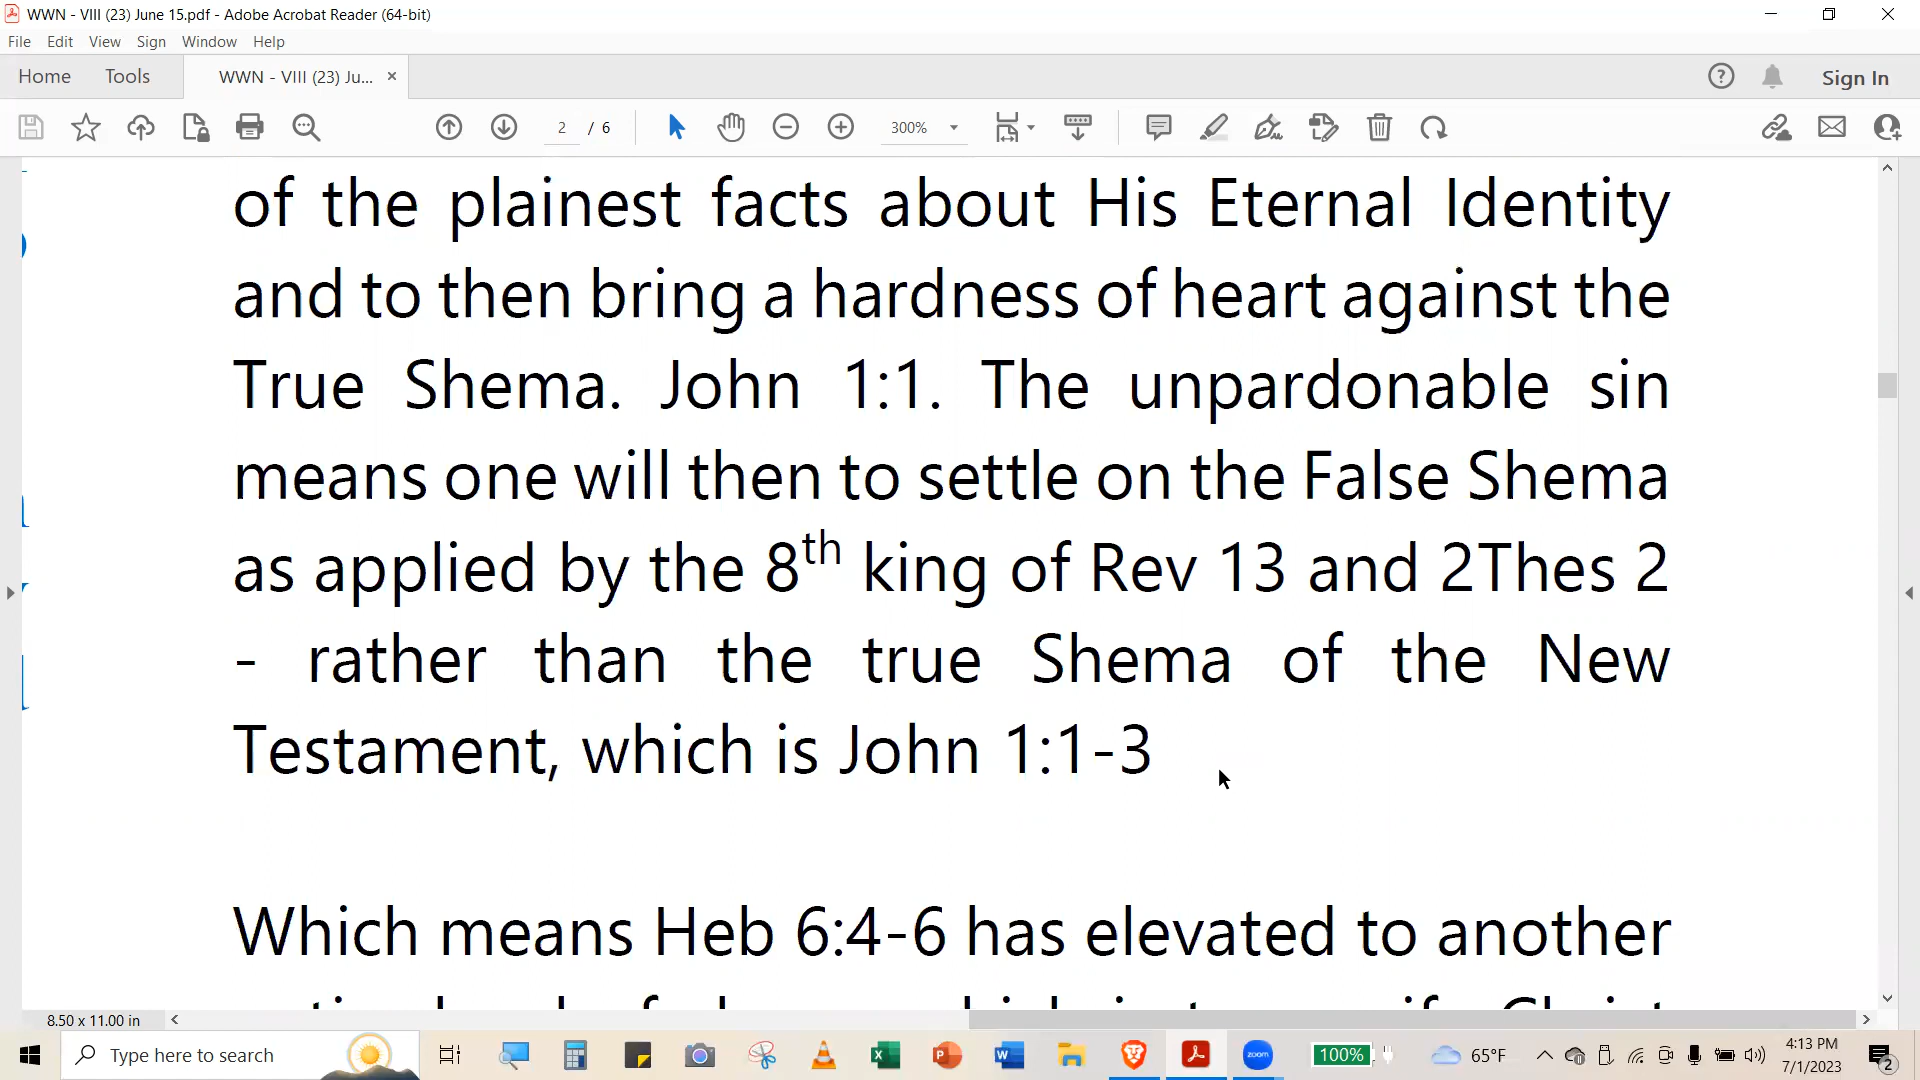 WWN - VIII (23) June 15.pdf - Adobe Acrobat Reader (64-bit)
File Edit View Sign Window Help
Home Tools WWN - VIII (23) Ju... × Sign In
2 / 6 300%
of the plainest facts about His Eternal Identity
and to then bring a hardness of heart against the
True Shema. John 1:1. The unpardonable sin
means one will then to settle on the False Shema
as applied by the 8th king of Rev 13 and 2Thes 2
- rather than the true Shema of the New
Testament, which is John 1:1-3
Which means Heb 6:4-6 has elevated to another
8.50 x 11.00 in
Type here to search
zoom
100%
65°F
4:13 PM
7/1/2023
2